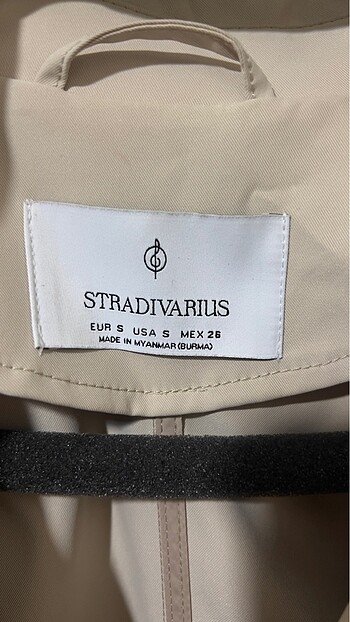 STRADIVARIUS
EUR S USA S MEX 26
MADE IN MYANMAR (BURMA)